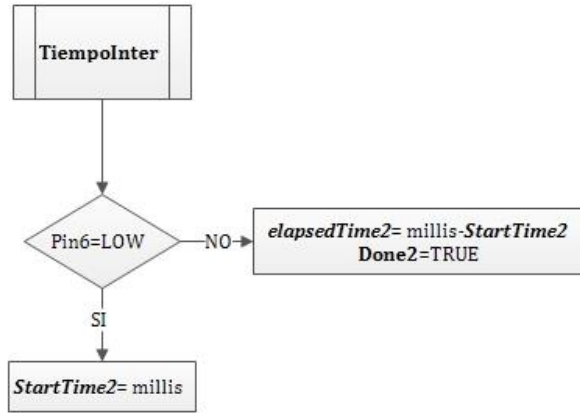 TiempoInter
Pin6=LOW
NO
elapsedTime2= millis-StartTime2
Done2=TRUE
SI
StartTime2= millis